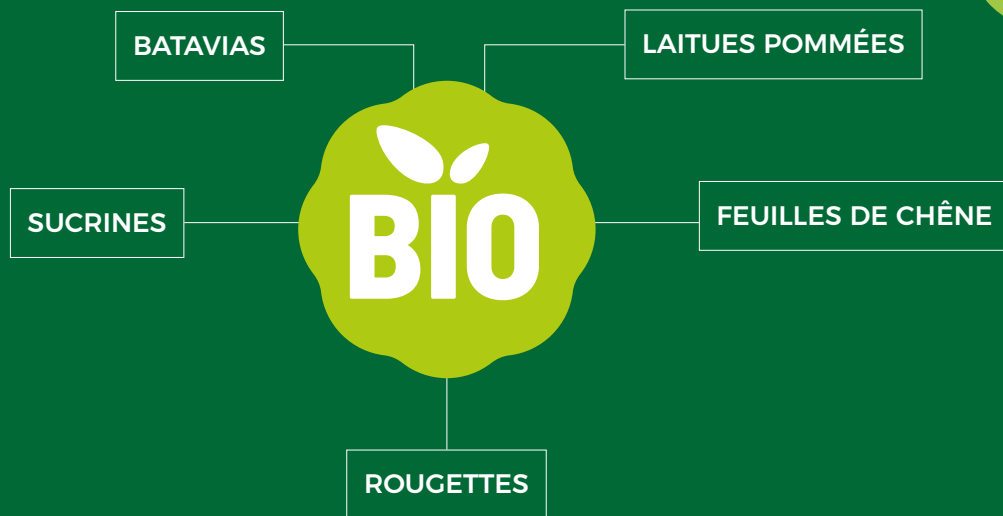 BATAVIAS
LAITUES POMMÉES
BIO
SUCRINES
FEUILLES DE CHÊNE
ROUGETTES